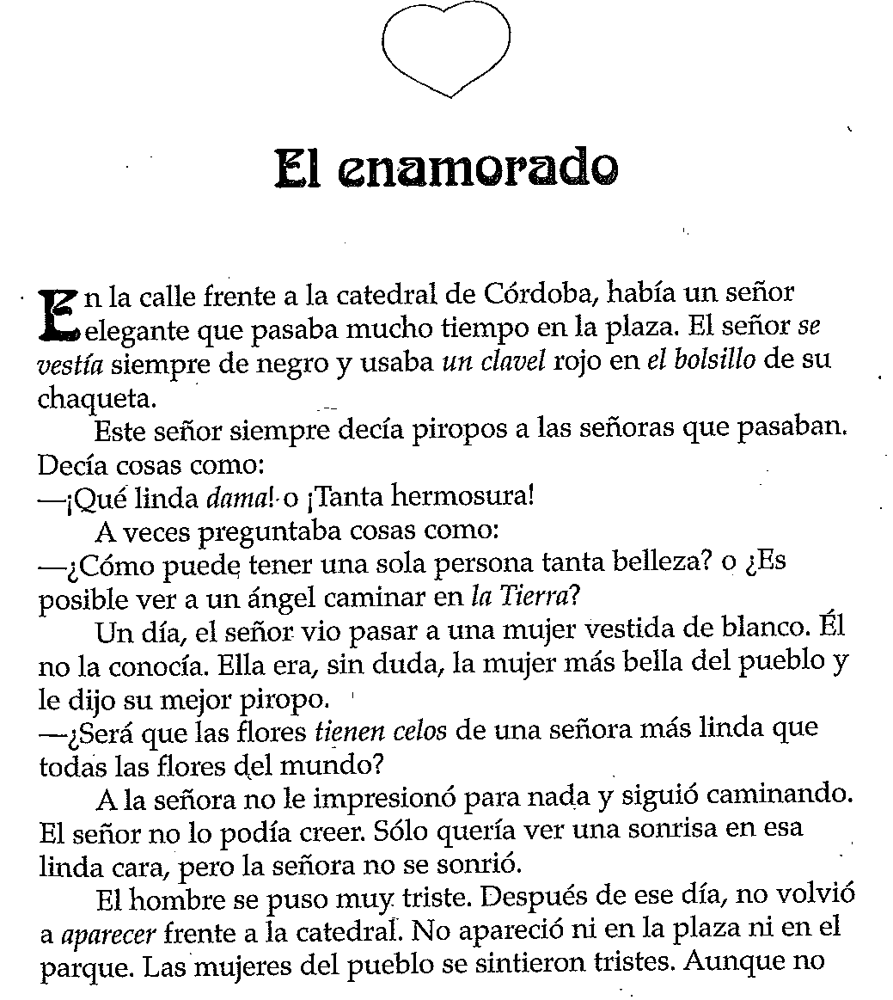 El enamorado
En la calle frente a la catedral de Córdoba, había un señor
elegante que pasaba mucho tiempo en la plaza. El señor se
vestía siempre de negro y usaba un clavel rojo en el bolsillo de su
chaqueta.
Este señor siempre decía piropos a las señoras que pasaban.
Decía cosas como:
—¡Qué linda dama! o ¡Tanta hermosura!
A veces preguntaba cosas como:
—¿Cómo puede tener una sola persona tanta belleza? o ¿Es
posible ver a un ángel caminar en la Tierra?
Un día, el señor vio pasar a una mujer vestida de blanco. Él
no la conocía. Ella era, sin duda, la mujer más bella del pueblo y
le dijo su mejor piropo.
—¿Será que las flores tienen celos de una señora más linda que
todas las flores del mundo?
A la señora no le impresionó para nada y siguió caminando.
El señor no lo podía creer. Sólo quería ver una sonrisa en esa
linda cara, pero la señora no se sonrió.
El hombre se puso muy triste. Después de ese día, no volvió
a aparecer frente a la catedral. No apareció ni en la plaza ni en el
parque. Las mujeres del pueblo se sintieron tristes. Aunque no